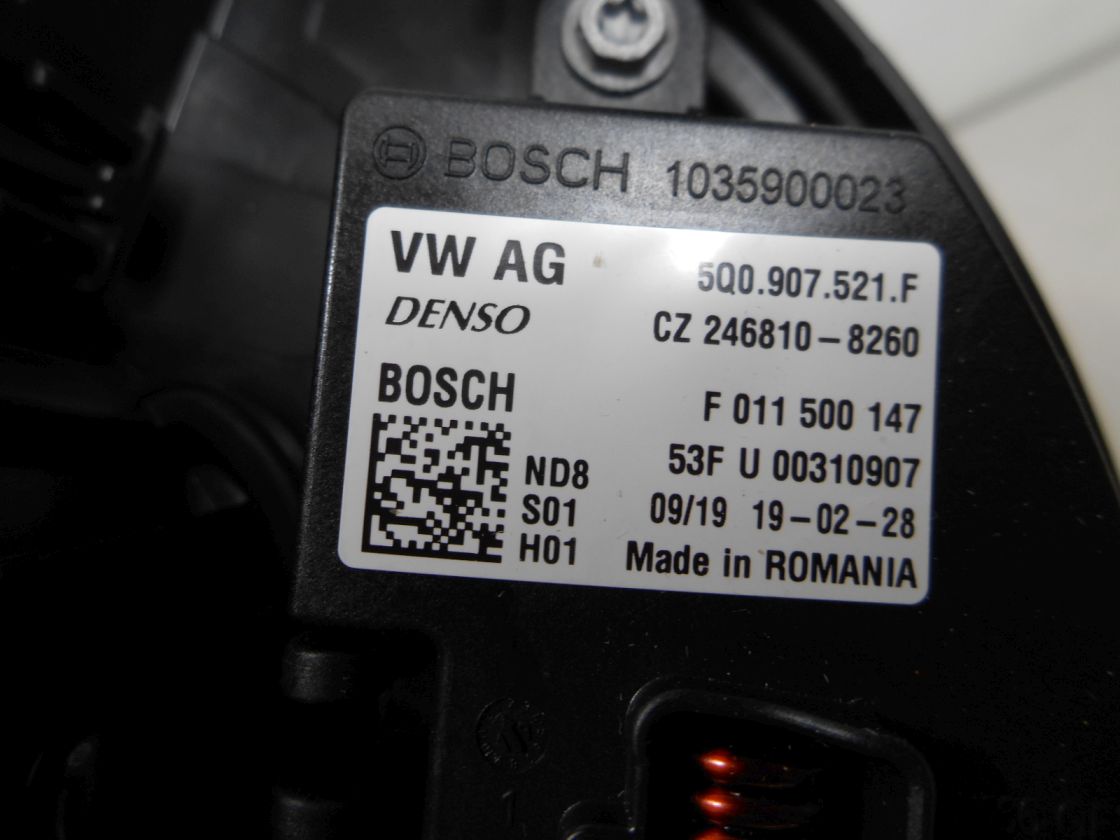 BOSCH 1035900023
VW AG 5Q0.907.521.F
DENSO CZ 246810-8260
BOSCH F 011 500 147
ND8 53F U 00310907
S01 09/19 19-02-28
H01 Made in ROMANIA
1